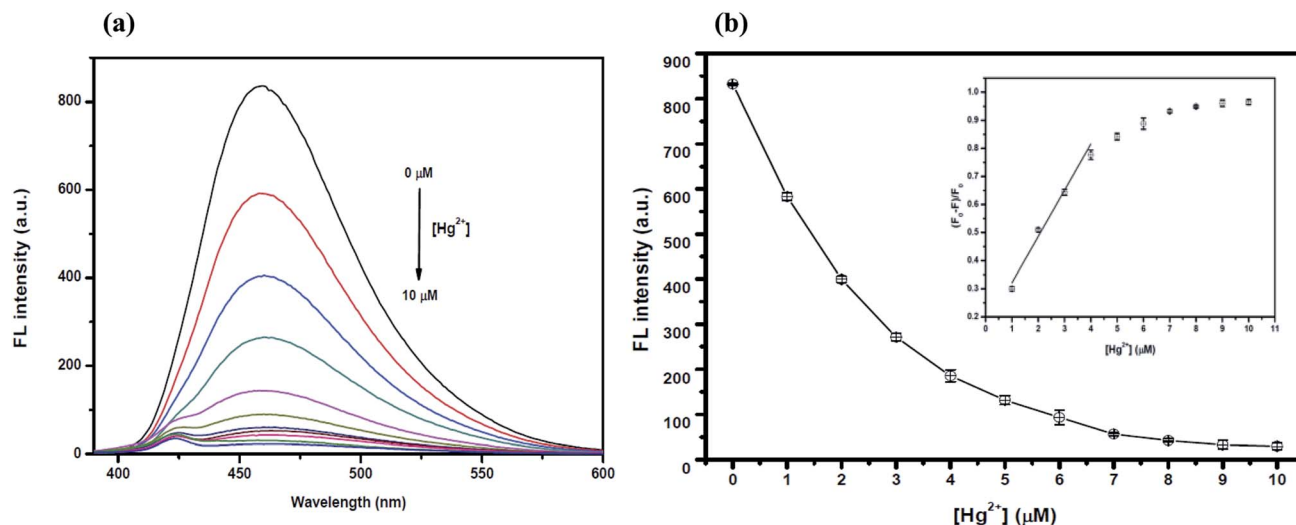 (a)
800
600
400
200
0
400
450
500
550
600
FL intensity (a.u.)
Wavelength (nm)
0 μM
[Hg²⁺]
10 μM
(b)
900
800
700
600
500
400
300
200
100
0
0 1 2 3 4 5 6 7 8 9 10
FL intensity (a.u.)
[Hg²⁺] (μM)
1.0
0.9
0.8
0.7
0.6
0.5
0.4
0.3
0.2
0 1 2 3 4 5 6 7 8 9 10 11
(F₀-F)/F₀
[Hg²⁺] (μM)